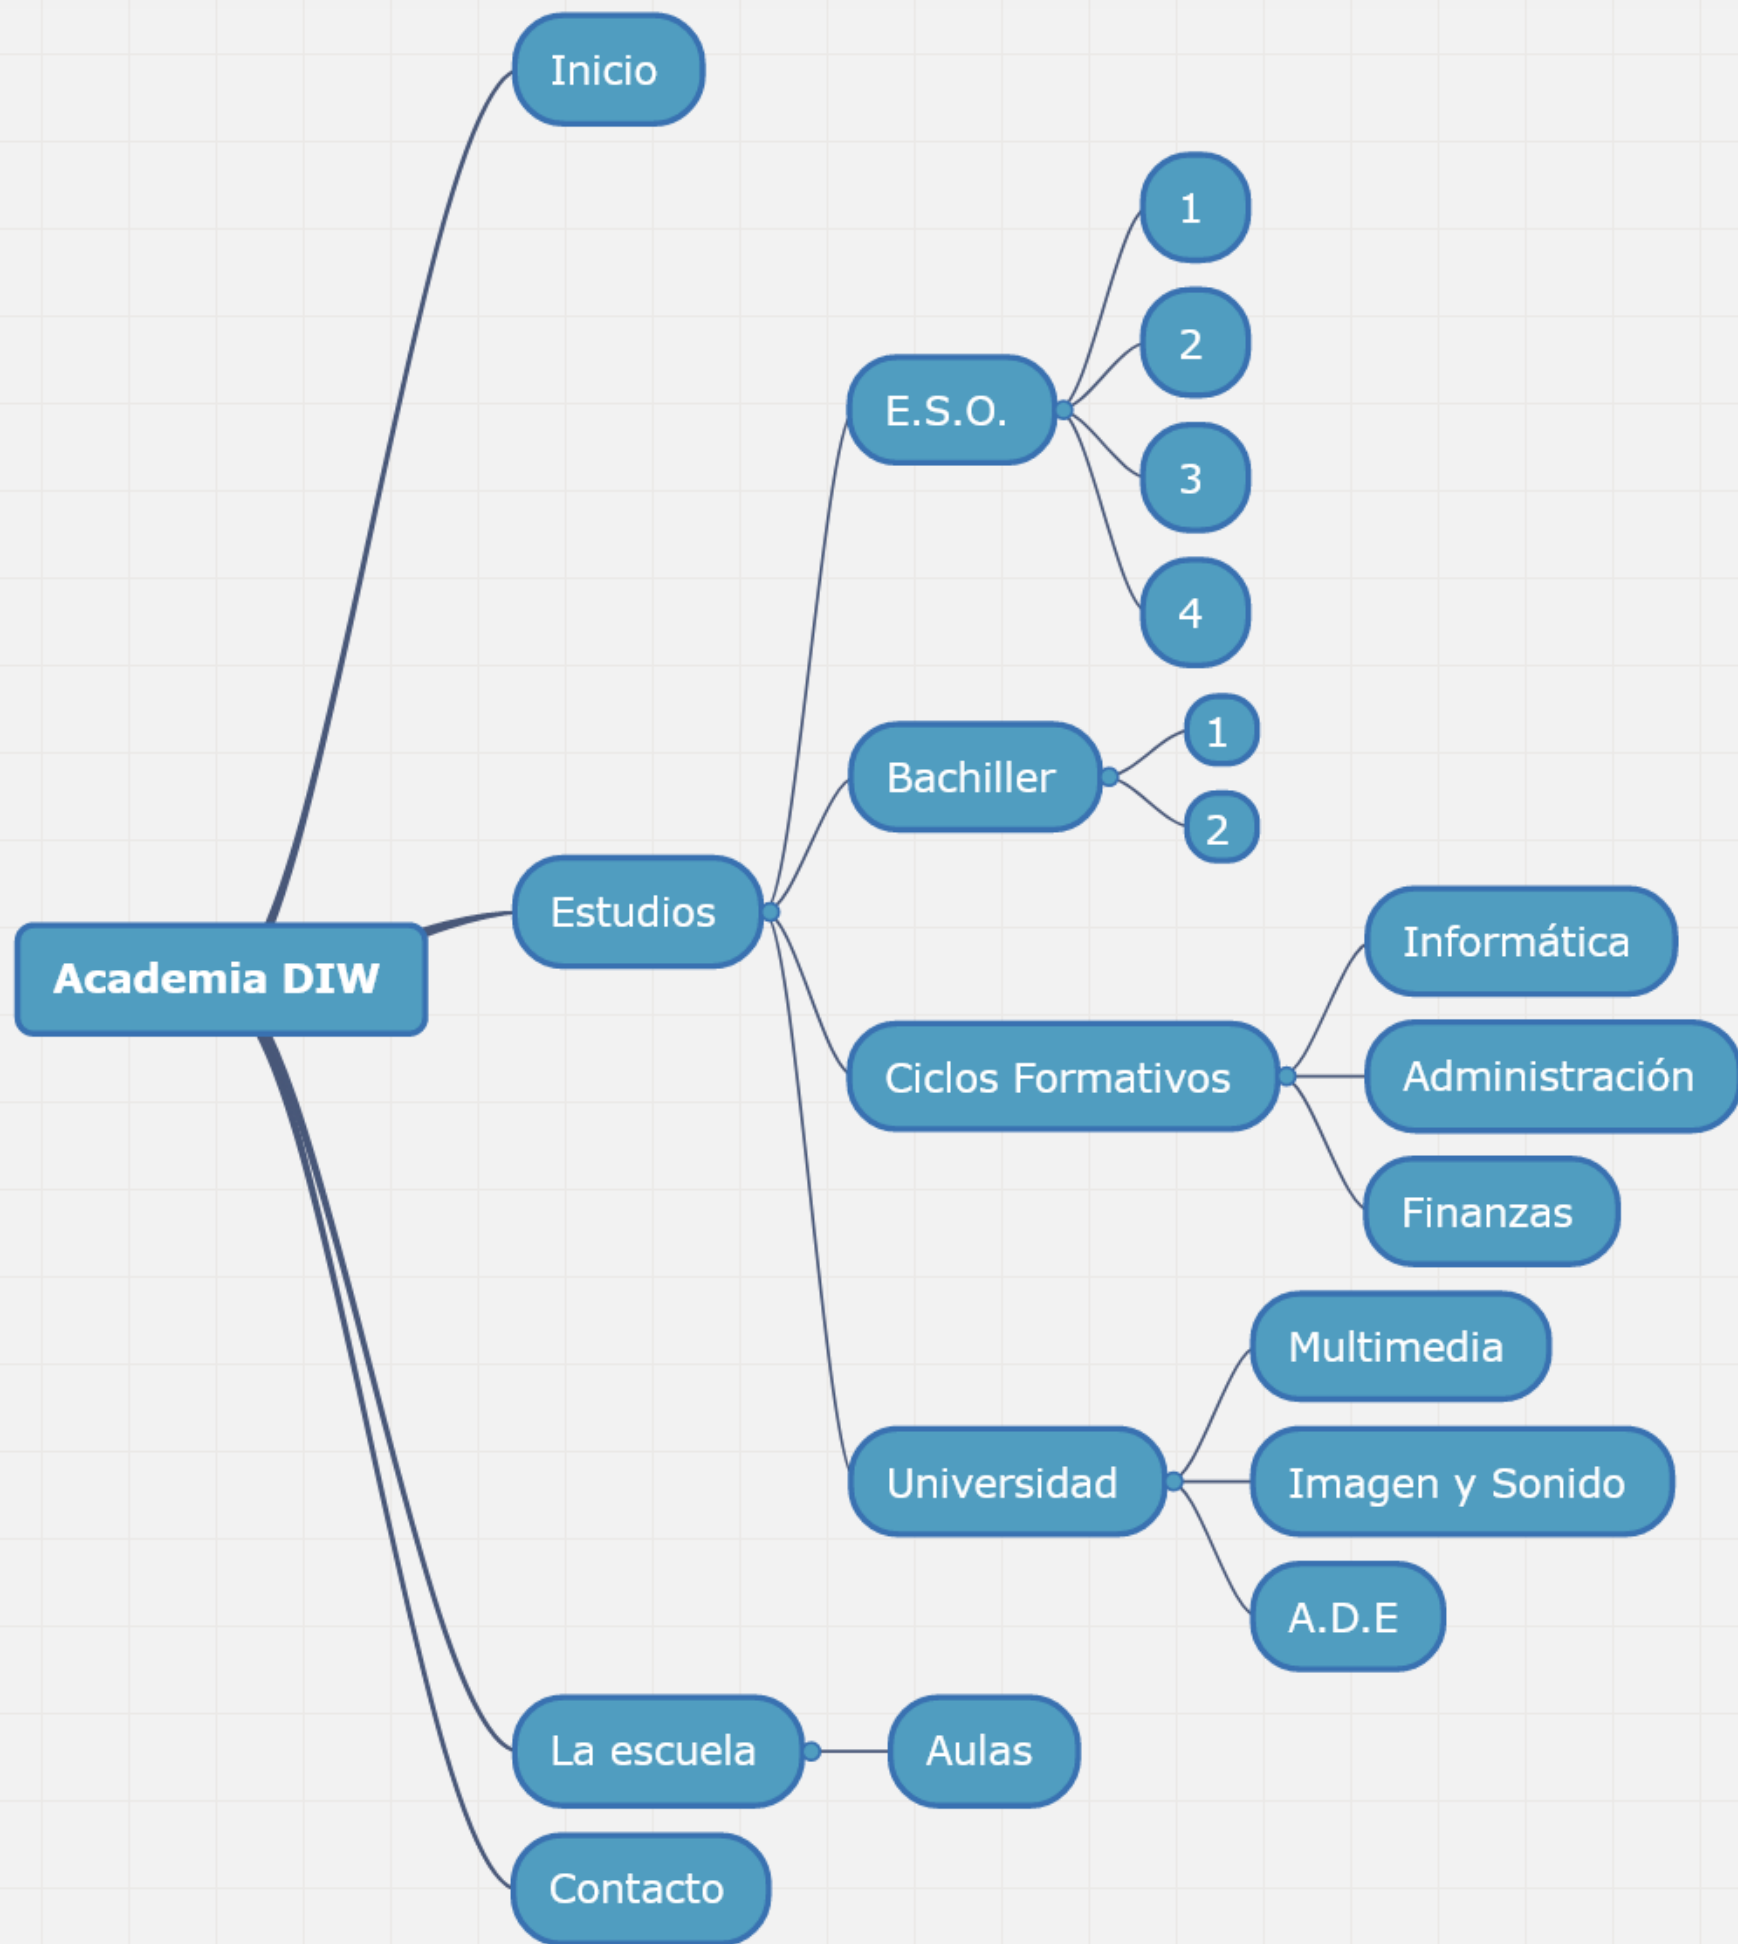 Inicio
1
2
E.S.O.
3
4
1
Bachiller
2
Estudios
Informática
Academia DIW
Ciclos Formativos
Administración
Finanzas
Multimedia
Universidad
Imagen y Sonido
A.D.E
La escuela
Aulas
Contacto